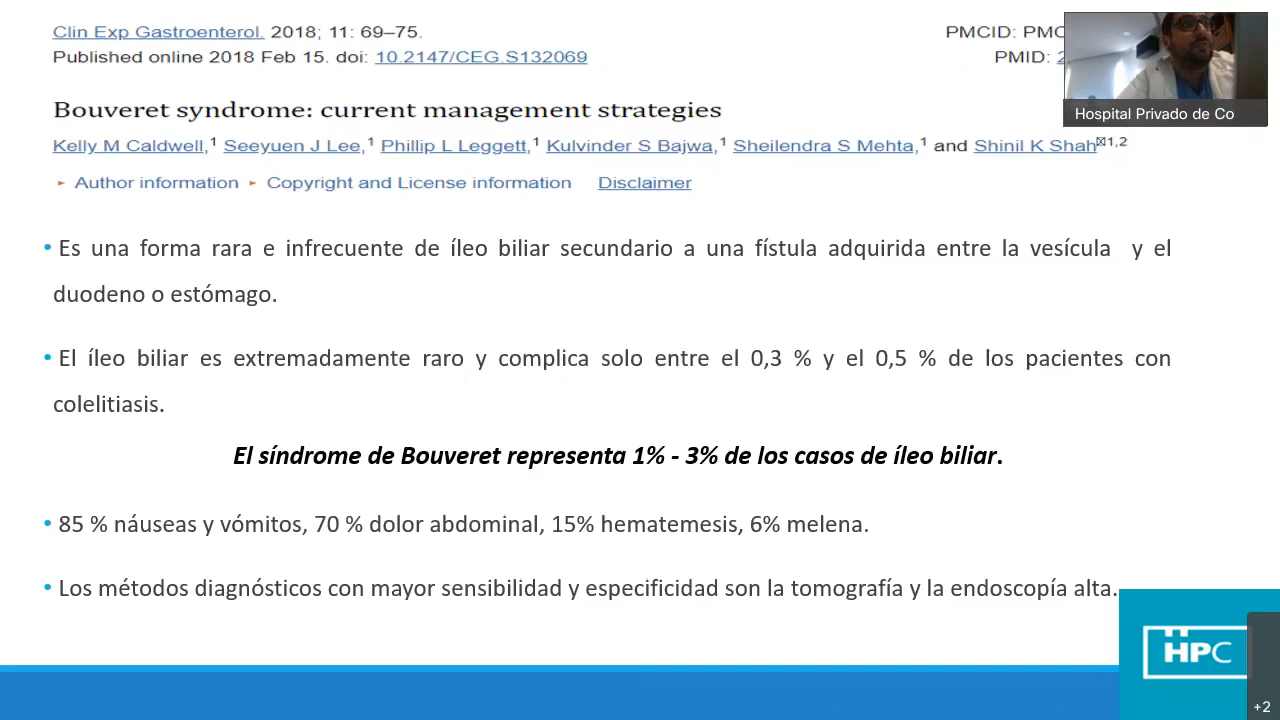 Clin Exp Gastroenterol. 2018; 11: 69–75.
PMCID: PMC
Published online 2018 Feb 15. doi: 10.2147/CEG.S132069
PMID: 2
Hospital Privado de Co
Bouveret syndrome: current management strategies
Kelly M Caldwell,1 Seeyuen J Lee,1 Phillip L Leggett,1 Kulvinder S Bajwa,1 Sheilendra S Mehta,1 and Shinil K Shah✉1,2
▸ Author information ▸ Copyright and License information Disclaimer
• Es una forma rara e infrecuente de íleo biliar secundario a una fístula adquirida entre la vesícula y el
duodeno o estómago.
• El íleo biliar es extremadamente raro y complica solo entre el 0,3 % y el 0,5 % de los pacientes con
colelitiasis.
El síndrome de Bouveret representa 1% - 3% de los casos de íleo biliar.
• 85 % náuseas y vómitos, 70 % dolor abdominal, 15% hematemesis, 6% melena.
• Los métodos diagnósticos con mayor sensibilidad y especificidad son la tomografía y la endoscopía alta.
HPC
+2